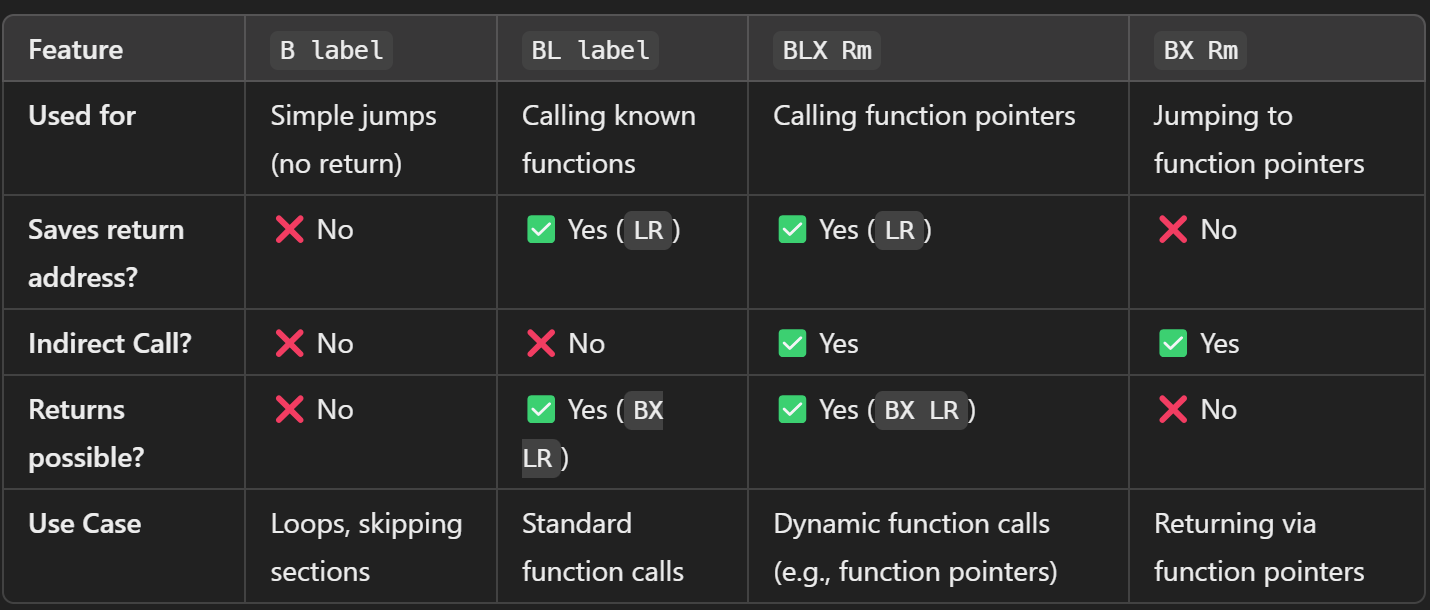 Feature B label BL label BLX Rm BX Rm
Used for Simple jumps Calling known Calling function pointers Jumping to
(no return) functions function pointers
Saves return ❌ No ✅ Yes (LR) ✅ Yes (LR) ❌ No
address?
Indirect Call? ❌ No ❌ No ✅ Yes ✅ Yes
Returns ❌ No ✅ Yes (BX ✅ Yes (BX LR) ❌ No
possible? LR)
Use Case Loops, skipping Standard Dynamic function calls Returning via
sections function calls (e.g., function pointers) function pointers